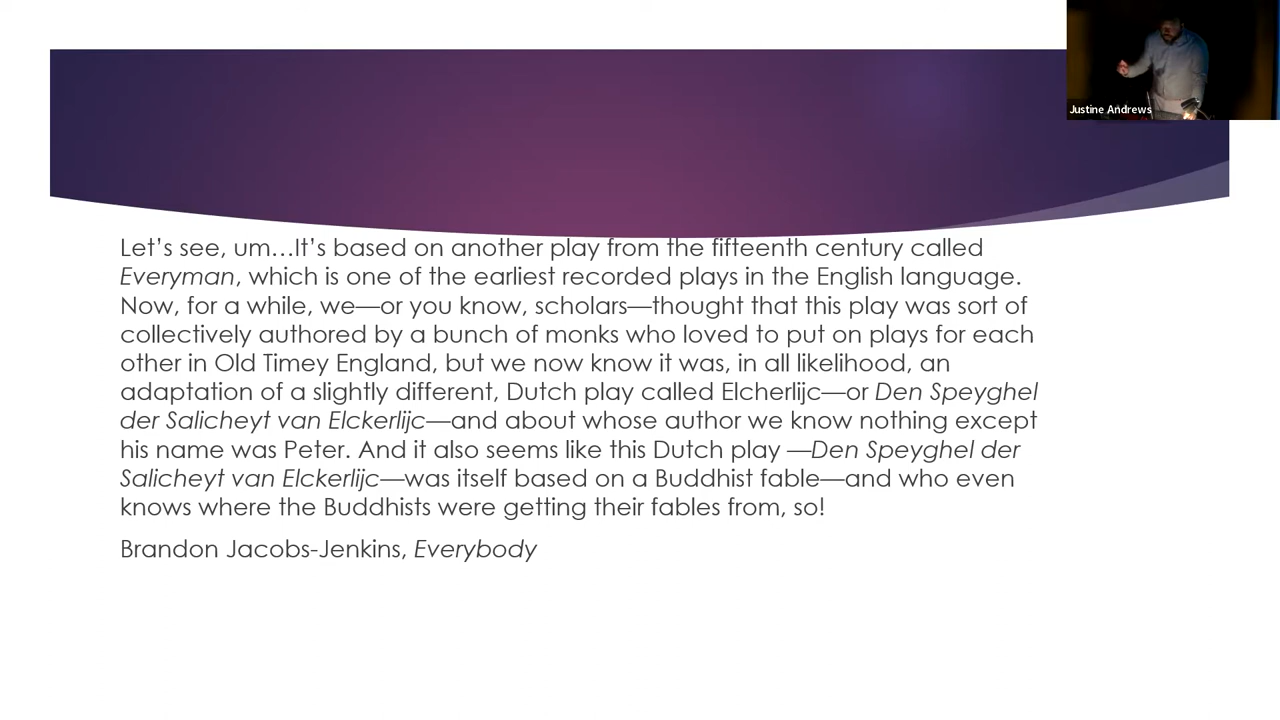 Justine Andrews
Let's see, um…It's based on another play from the fifteenth century called
Everyman, which is one of the earliest recorded plays in the English language.
Now, for a while, we—or you know, scholars—thought that this play was sort of
collectively authored by a bunch of monks who loved to put on plays for each
other in Old Timey England, but we now know it was, in all likelihood, an
adaptation of a slightly different, Dutch play called Elcherlijc—or Den Speyghel
der Salicheyt van Elckerlijc—and about whose author we know nothing except
his name was Peter. And it also seems like this Dutch play —Den Speyghel der
Salicheyt van Elckerlijc—was itself based on a Buddhist fable—and who even
knows where the Buddhists were getting their fables from, so!
Brandon Jacobs-Jenkins, Everybody